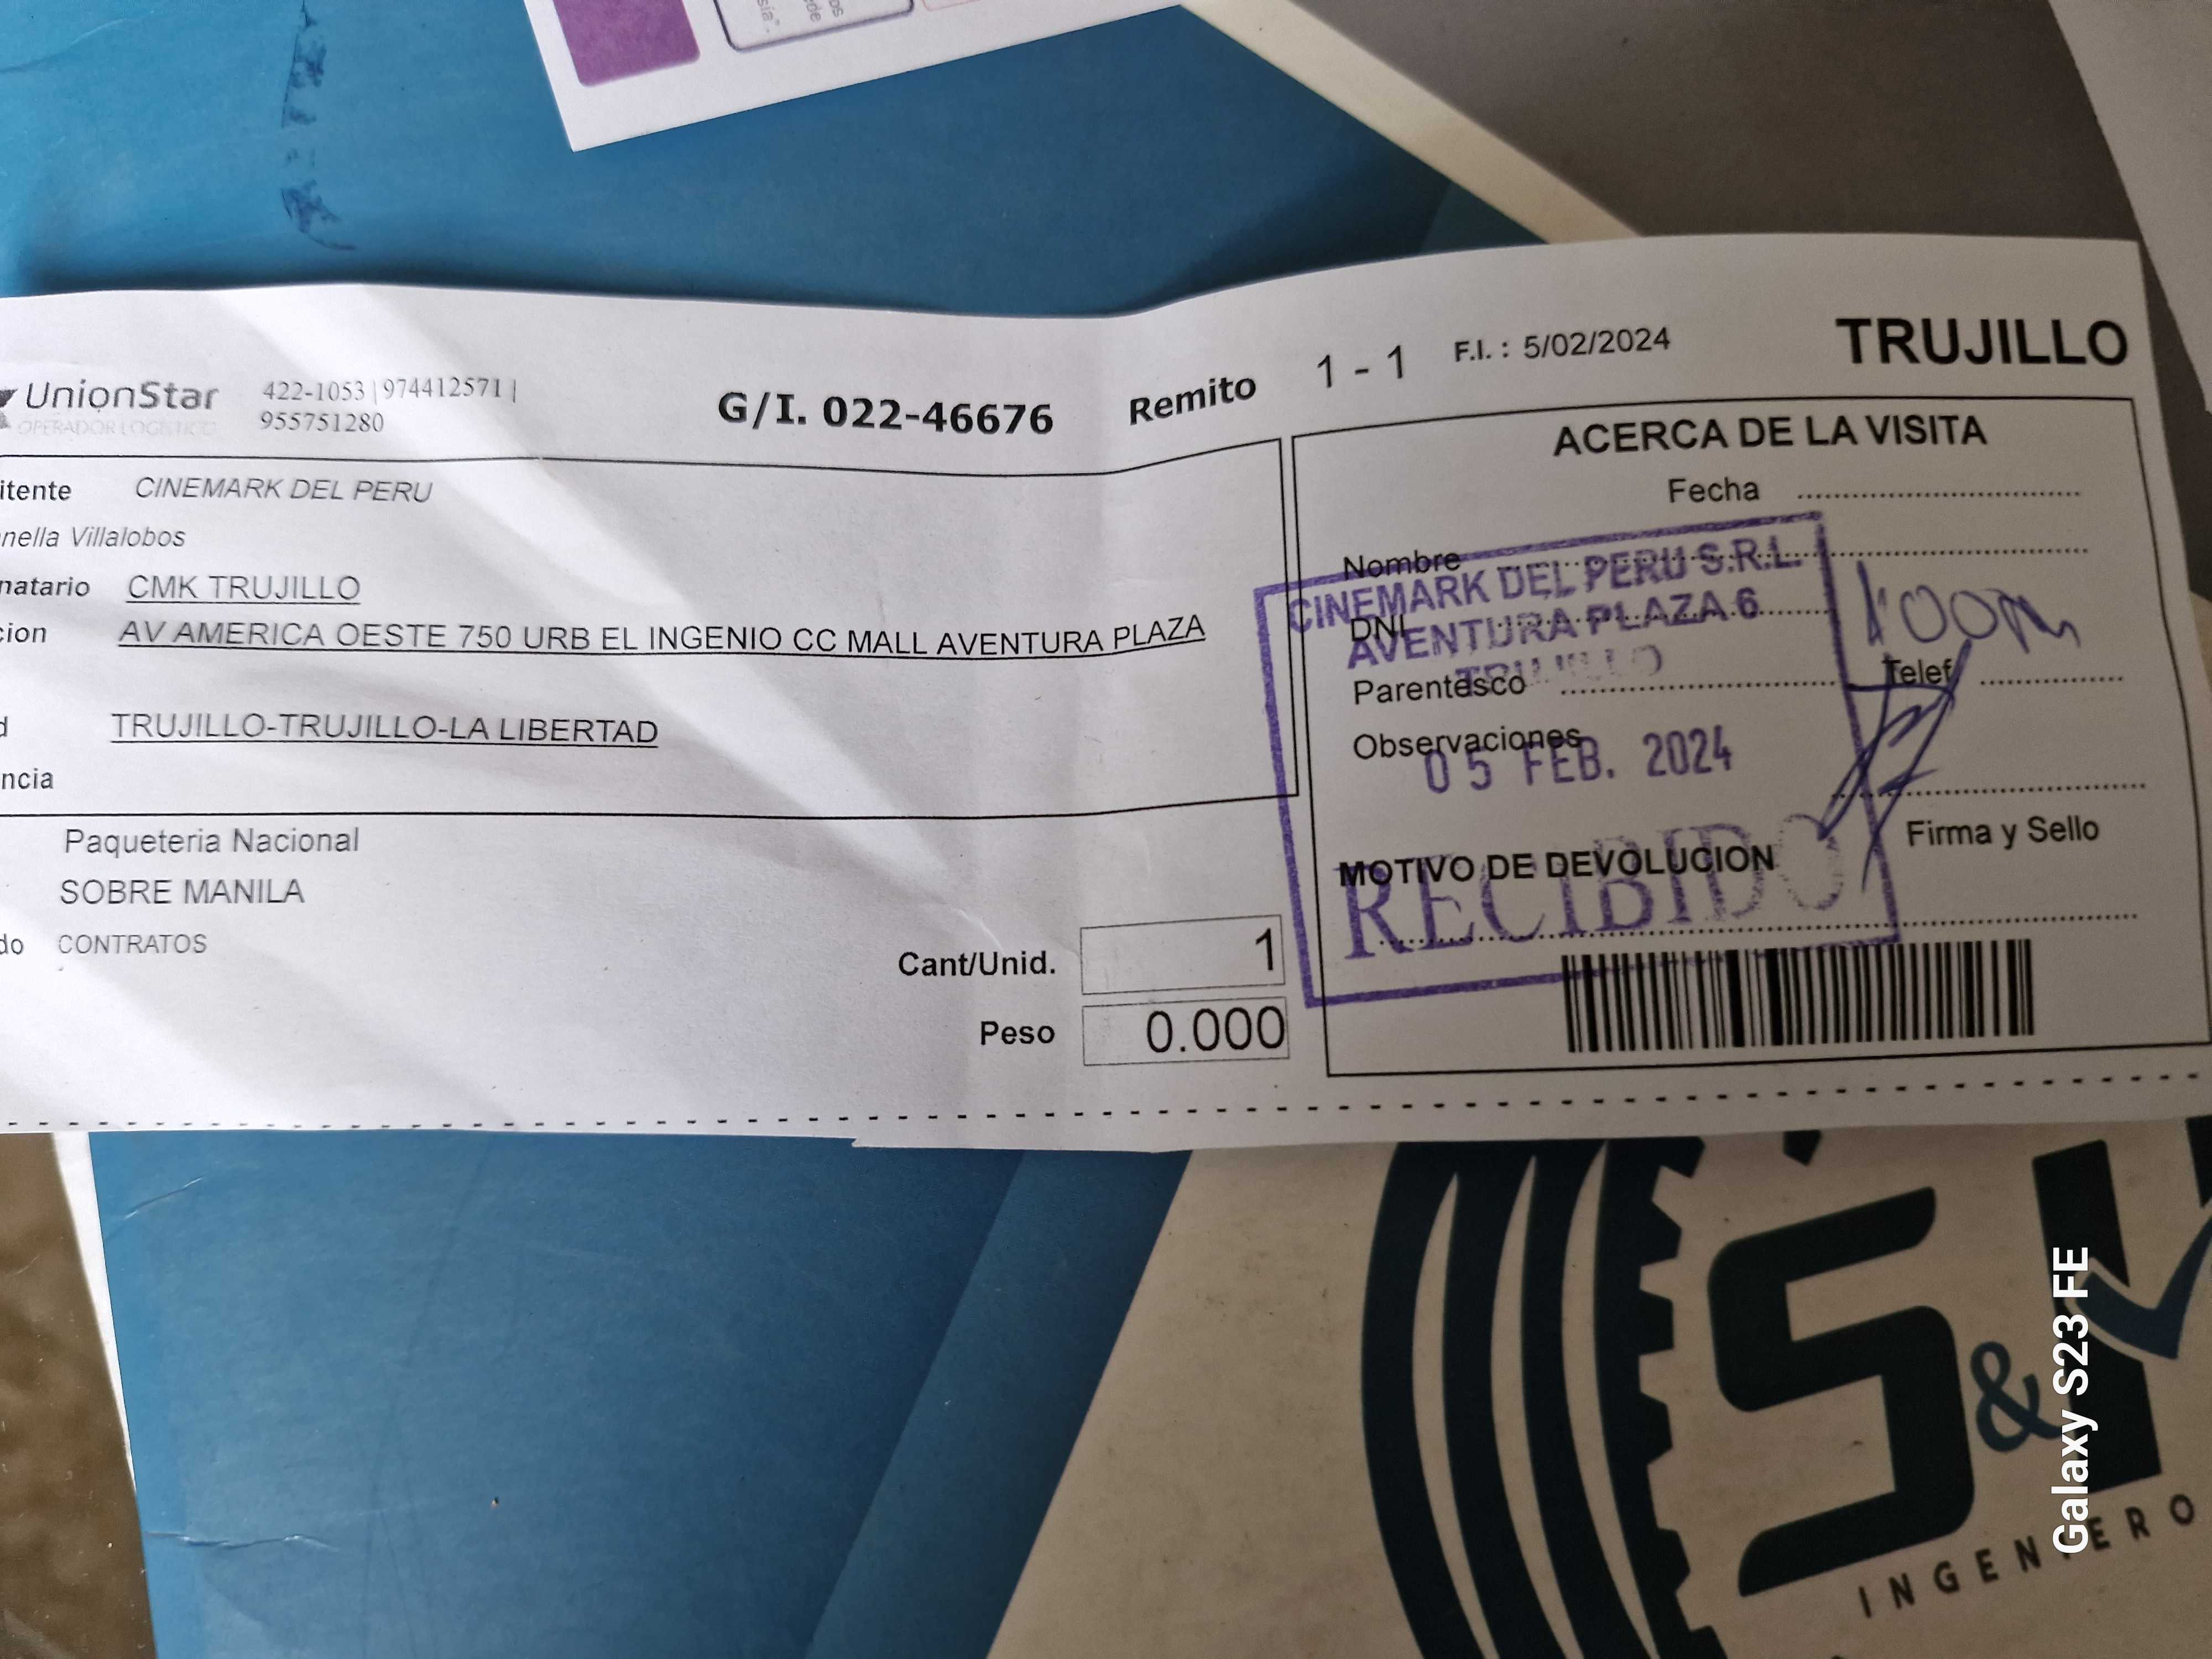 sía".
ede
os
UnionStar
OPERADOR LOGISTICO
422-1053 | 974412571 |
955751280
G/I. 022-46676
Remito
1 - 1
F.I. : 5/02/2024
TRUJILLO
itente CINEMARK DEL PERU
nella Villalobos
natario CMK TRUJILLO
cion AV AMERICA OESTE 750 URB EL INGENIO CC MALL AVENTURA PLAZA
d TRUJILLO-TRUJILLO-LA LIBERTAD
ncia
Paqueteria Nacional
SOBRE MANILA
do CONTRATOS
Cant/Unid. 1
Peso 0.000
ACERCA DE LA VISITA
Fecha
Nombre
DNI
Parentesco
Telef
Observaciones
Firma y Sello
MOTIVO DE DEVOLUCION
CINEMARK DEL PERU S.R.L.
AVENTURA PLAZA 6
TRUJILLO
05 FEB. 2024
RECIBIDO
S&
INGENIERO
Galaxy S23 FE